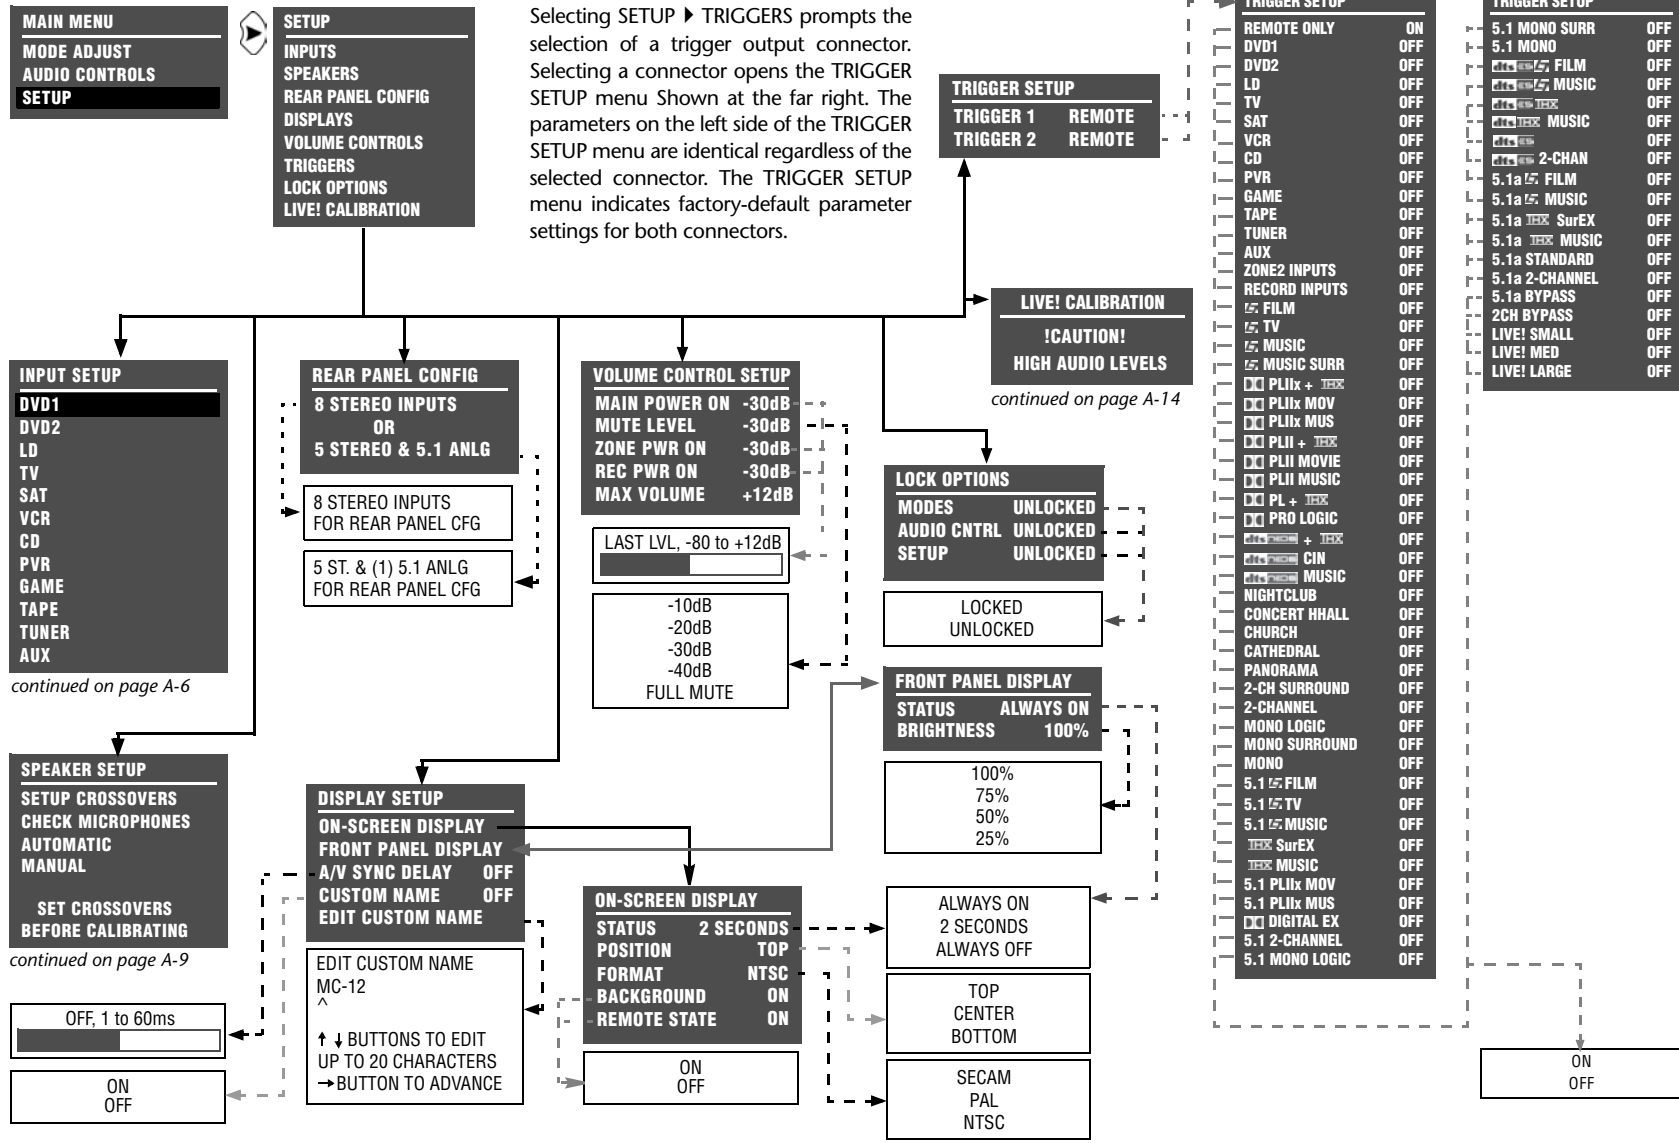 MAIN MENU
MODE ADJUST
AUDIO CONTROLS
SETUP
SETUP
INPUTS
SPEAKERS
REAR PANEL CONFIG
DISPLAYS
VOLUME CONTROLS
TRIGGERS
LOCK OPTIONS
LIVE! CALIBRATION
Selecting SETUP ▶ TRIGGERS prompts the
selection of a trigger output connector.
Selecting a connector opens the TRIGGER
SETUP menu Shown at the far right. The
parameters on the left side of the TRIGGER
SETUP menu are identical regardless of the
selected connector. The TRIGGER SETUP
menu indicates factory-default parameter
settings for both connectors.
TRIGGER SETUP
TRIGGER 1 REMOTE
TRIGGER 2 REMOTE
LIVE! CALIBRATION
!CAUTION!
HIGH AUDIO LEVELS
continued on page A-14
INPUT SETUP
DVD1
DVD2
LD
TV
SAT
VCR
CD
PVR
GAME
TAPE
TUNER
AUX
continued on page A-6
REAR PANEL CONFIG
8 STEREO INPUTS
OR
5 STEREO & 5.1 ANLG
8 STEREO INPUTS
FOR REAR PANEL CFG
5 ST. & (1) 5.1 ANLG
FOR REAR PANEL CFG
VOLUME CONTROL SETUP
MAIN POWER ON -30dB
MUTE LEVEL -30dB
ZONE PWR ON -30dB
REC PWR ON -30dB
MAX VOLUME +12dB
LAST LVL, -80 to +12dB
-10dB
-20dB
-30dB
-40dB
FULL MUTE
LOCK OPTIONS
MODES UNLOCKED
AUDIO CNTRL UNLOCKED
SETUP UNLOCKED
LOCKED
UNLOCKED
FRONT PANEL DISPLAY
STATUS ALWAYS ON
BRIGHTNESS 100%
100%
75%
50%
25%
SPEAKER SETUP
SETUP CROSSOVERS
CHECK MICROPHONES
AUTOMATIC
MANUAL
SET CROSSOVERS
BEFORE CALIBRATING
continued on page A-9
OFF, 1 to 60ms
ON
OFF
DISPLAY SETUP
ON-SCREEN DISPLAY
FRONT PANEL DISPLAY
A/V SYNC DELAY OFF
CUSTOM NAME OFF
EDIT CUSTOM NAME
EDIT CUSTOM NAME
MC-12
^
↑ ↓ BUTTONS TO EDIT
UP TO 20 CHARACTERS
→BUTTON TO ADVANCE
ON-SCREEN DISPLAY
STATUS 2 SECONDS
POSITION TOP
FORMAT NTSC
BACKGROUND ON
REMOTE STATE ON
ON
OFF
ALWAYS ON
2 SECONDS
ALWAYS OFF
TOP
CENTER
BOTTOM
SECAM
PAL
NTSC
TRIGGER SETUP
REMOTE ONLY ON
DVD1 OFF
DVD2 OFF
LD OFF
TV OFF
SAT OFF
VCR OFF
CD OFF
PVR OFF
GAME OFF
TAPE OFF
TUNER OFF
AUX OFF
ZONE2 INPUTS OFF
RECORD INPUTS OFF
FILM OFF
TV OFF
MUSIC OFF
MUSIC SURR OFF
PLIIx + THX OFF
PLIIx MOV OFF
PLIIx MUS OFF
PLII + THX OFF
PLII MOVIE OFF
PLII MUSIC OFF
PL + THX OFF
PRO LOGIC OFF
dts NEO6 + THX OFF
dts NEO6 CIN OFF
dts NEO6 MUSIC OFF
NIGHTCLUB OFF
CONCERT HHALL OFF
CHURCH OFF
CATHEDRAL OFF
PANORAMA OFF
2-CH SURROUND OFF
2-CHANNEL OFF
MONO LOGIC OFF
MONO SURROUND OFF
MONO OFF
5.1 FILM OFF
5.1 TV OFF
5.1 MUSIC OFF
THX SurEX OFF
THX MUSIC OFF
5.1 PLIIx MOV OFF
5.1 PLIIx MUS OFF
DIGITAL EX OFF
5.1 2-CHANNEL OFF
5.1 MONO LOGIC OFF
TRIGGER SETUP
5.1 MONO SURR OFF
5.1 MONO OFF
dts ES FILM OFF
dts ES MUSIC OFF
dts ES THX OFF
dts THX MUSIC OFF
dts ES OFF
dts ES 2-CHAN OFF
5.1a FILM OFF
5.1a MUSIC OFF
5.1a THX SurEX OFF
5.1a THX MUSIC OFF
5.1a STANDARD OFF
5.1a 2-CHANNEL OFF
5.1a BYPASS OFF
2CH BYPASS OFF
LIVE! SMALL OFF
LIVE! MED OFF
LIVE! LARGE OFF
ON
OFF